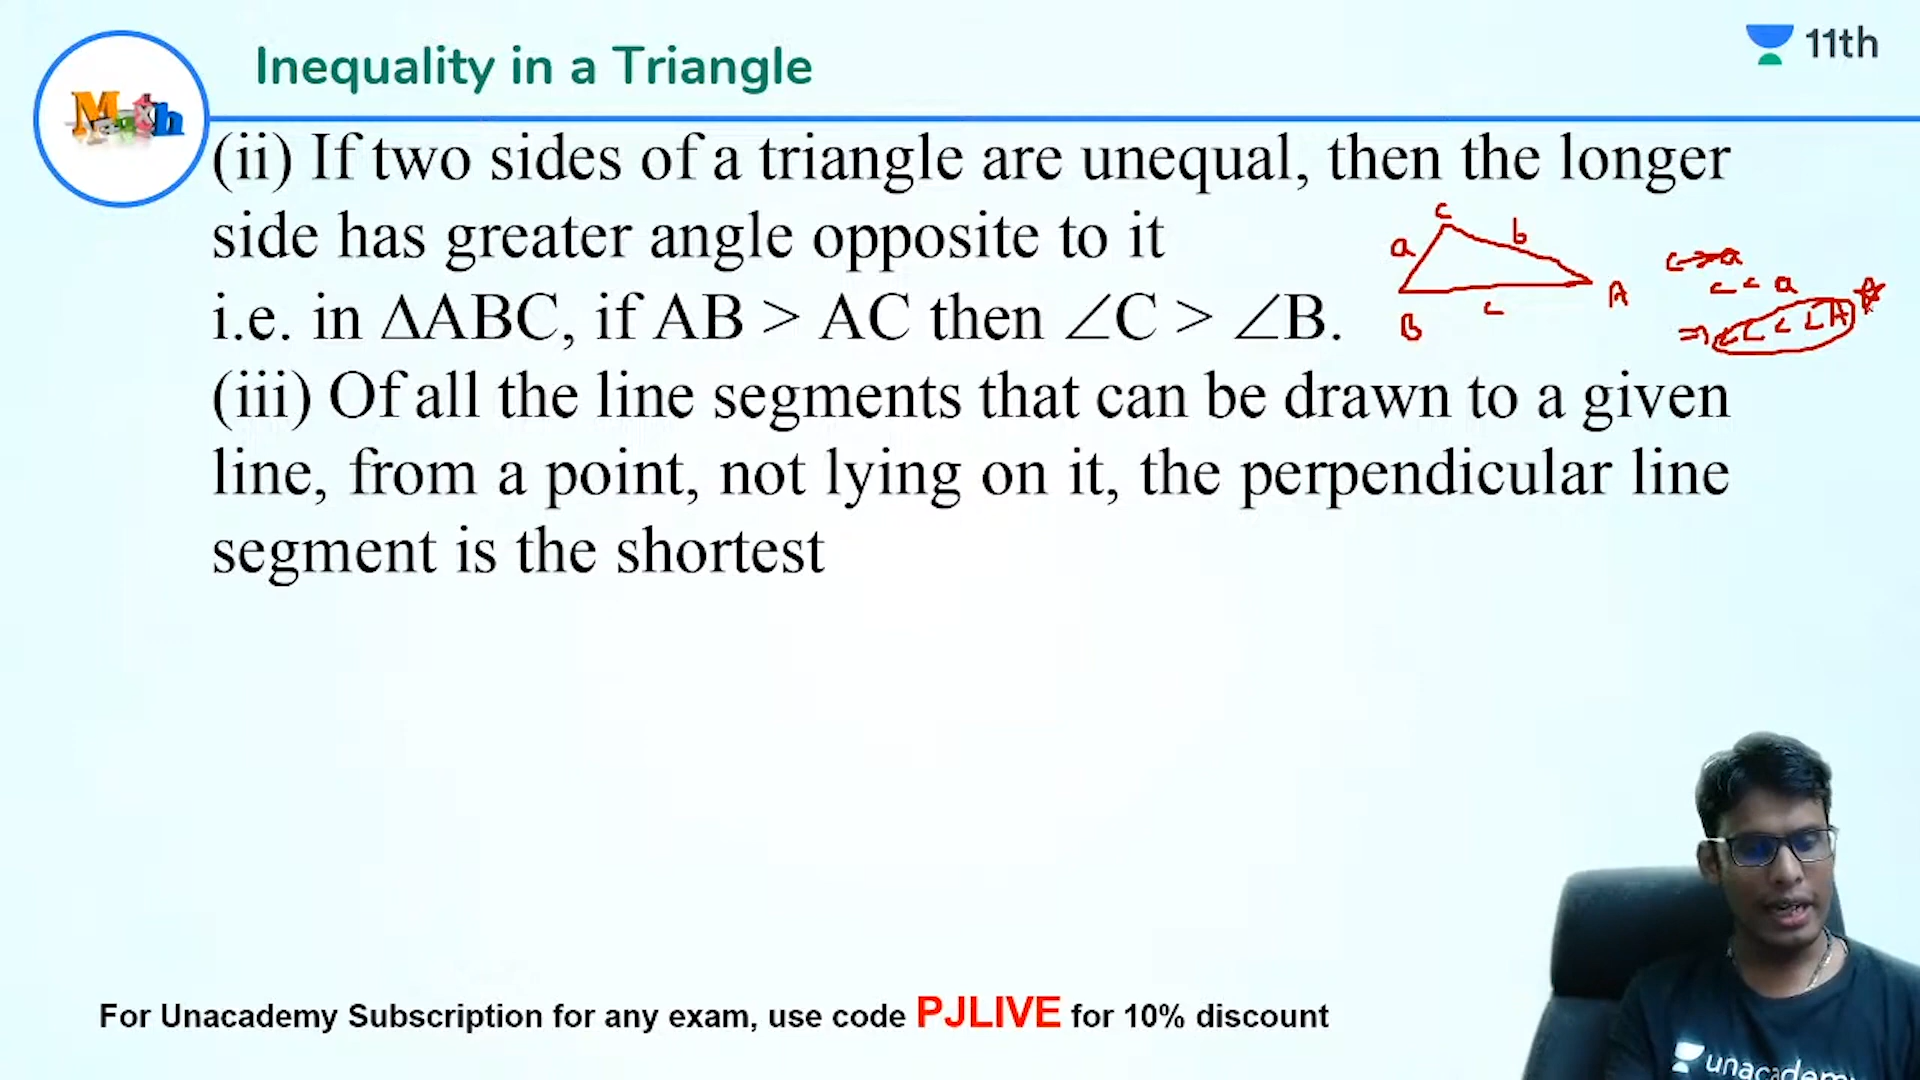 Inequality in a Triangle
11th
Math
(ii) If two sides of a triangle are unequal, then the longer
side has greater angle opposite to it
i.e. in ΔABC, if AB > AC then ∠C > ∠B.
(iii) Of all the line segments that can be drawn to a given
line, from a point, not lying on it, the perpendicular line
segment is the shortest
C
a
b
c
B
A
c < a
⇒ ∠C < ∠A
For Unacademy Subscription for any exam, use code PJLIVE for 10% discount
unacademy